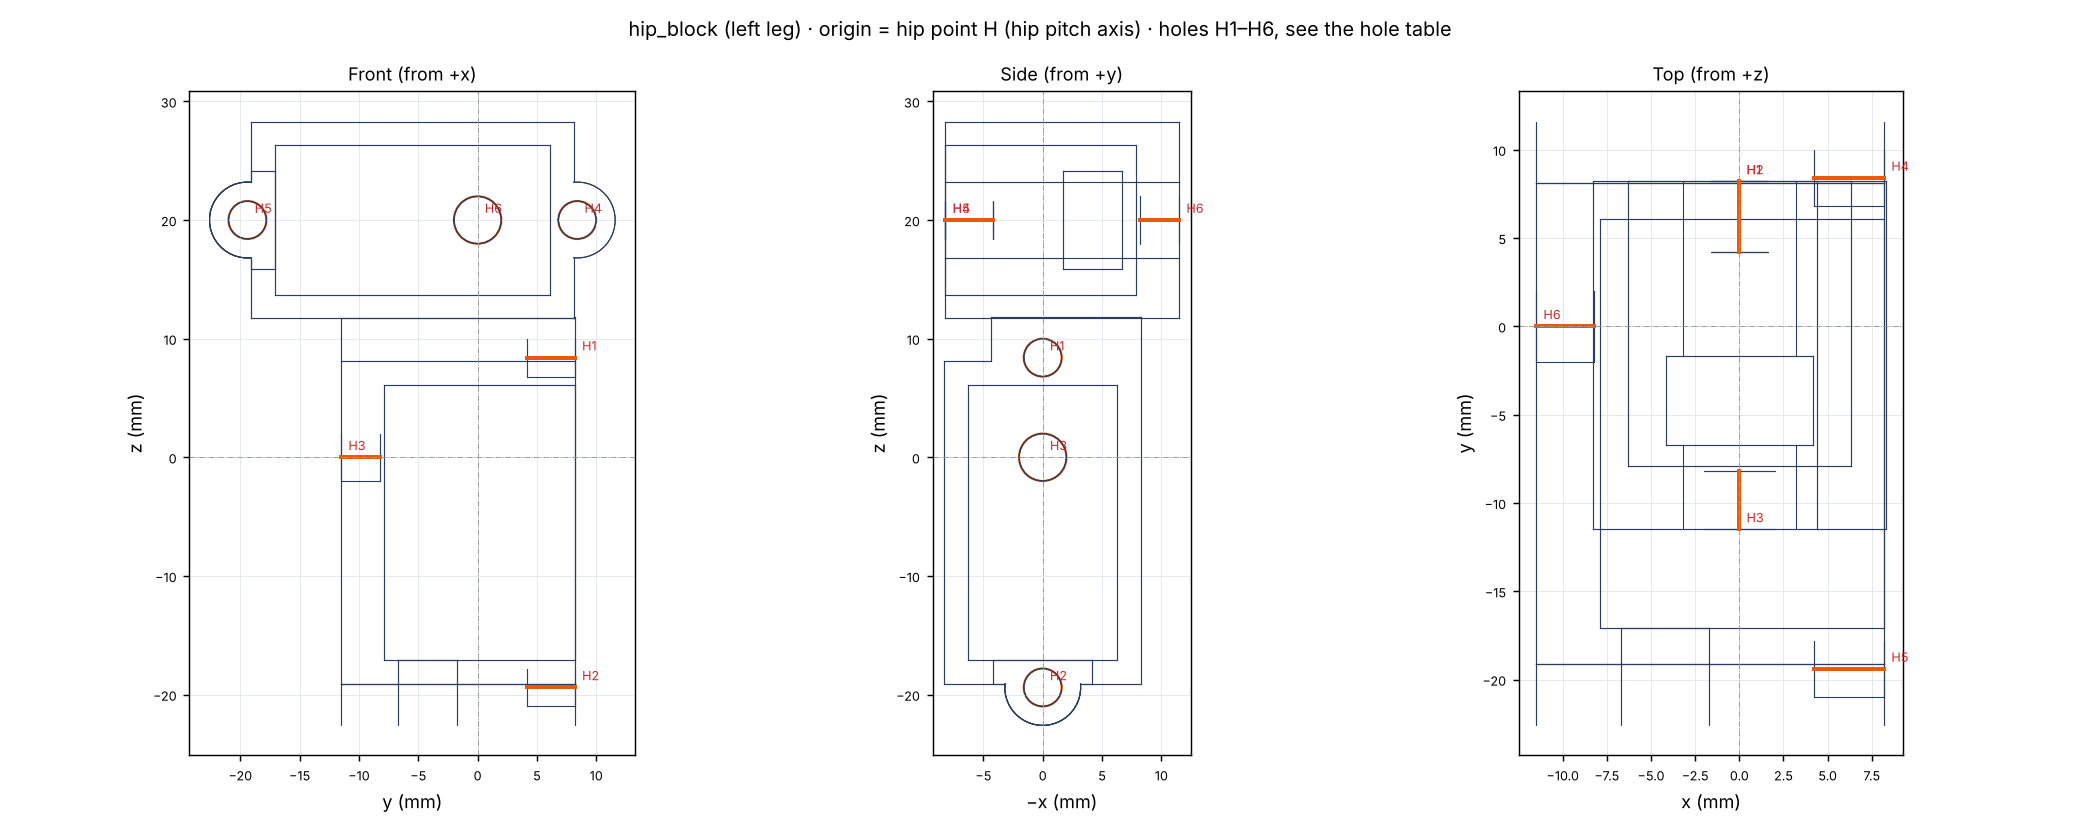 hip_block (left leg) · origin = hip point H (hip pitch axis) · holes H1–H6, see the hole table
Front (from +x)
30
20
10
0
−10
−20
z (mm)
H5
H6
H4
H1
H3
H2
−20
−15
−10
−5
0
5
10
y (mm)
Side (from +y)
30
20
10
0
−10
−20
z (mm)
H6
H1
H3
H2
−5
0
5
10
−x (mm)
Top (from +z)
10
5
0
−5
−10
−15
−20
y (mm)
H4
H6
H3
H5
−10.0
−7.5
−5.0
−2.5
0.0
2.5
5.0
7.5
x (mm)